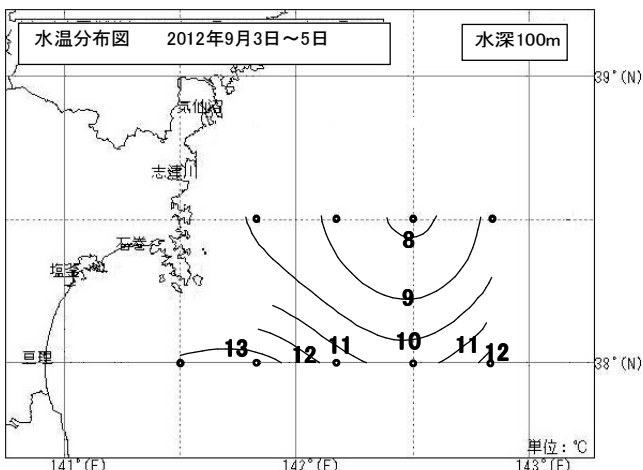 水温分布図 2012年9月3日～5日
水深100m
39°(N)
気仙沼
志津川
石巻
塩釜
8
9
10
11
12
13
11
12
亘理
38°(N)
単位：℃
141°(E)
142°(E)
143°(E)